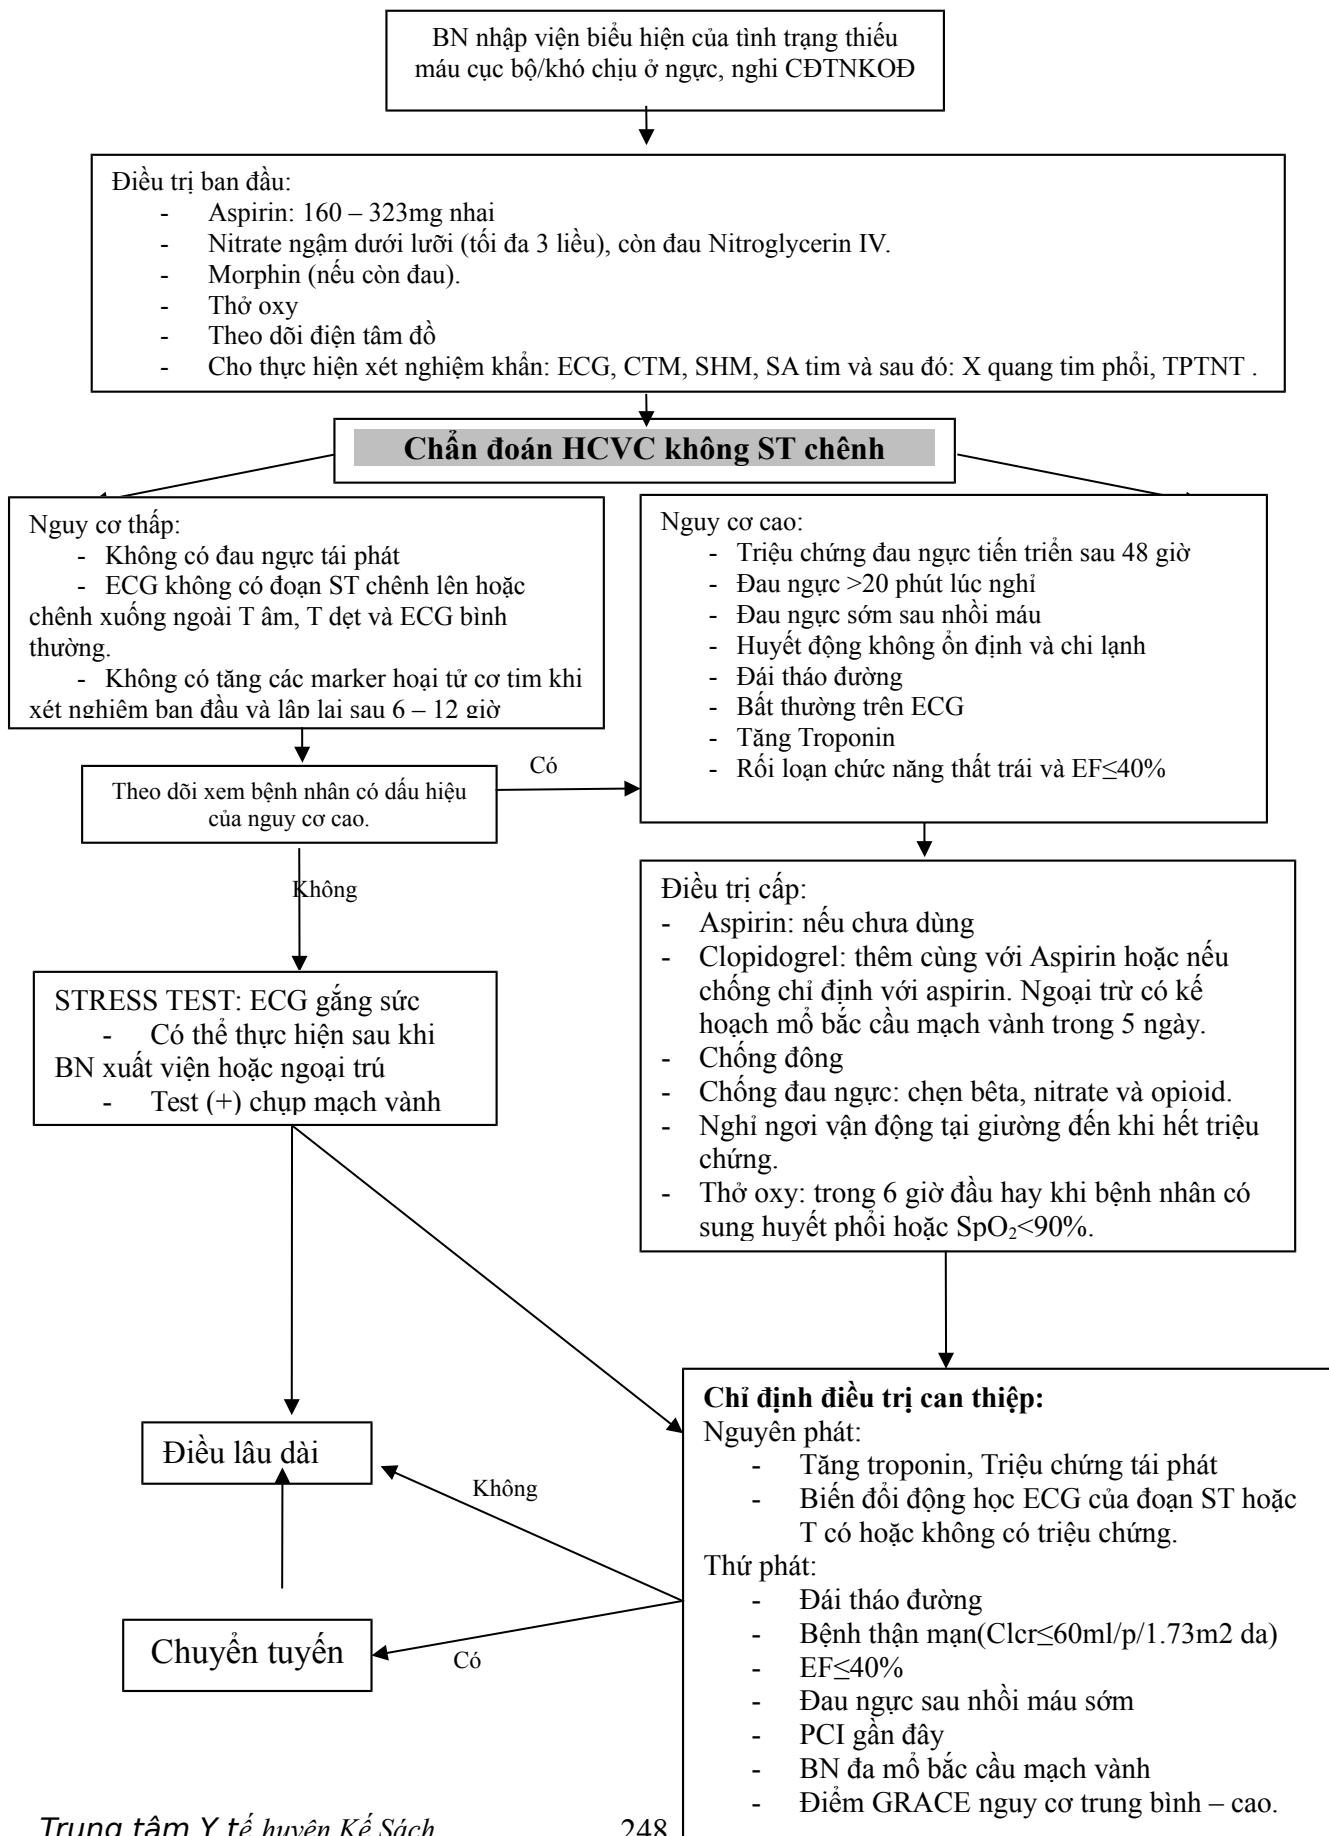 BN nhập viện biểu hiện của tình trạng thiếu
máu cục bộ/khó chịu ở ngực, nghi CĐTNKOĐ
Điều trị ban đầu:
- Aspirin: 160 – 323mg nhai
- Nitrate ngậm dưới lưỡi (tối đa 3 liều), còn đau Nitroglycerin IV.
- Morphin (nếu còn đau).
- Thở oxy
- Theo dõi điện tâm đồ
- Cho thực hiện xét nghiệm khẩn: ECG, CTM, SHM, SA tim và sau đó: X quang tim phổi, TPTNT .
Chẩn đoán HCVC không ST chênh
Nguy cơ thấp:
- Không có đau ngực tái phát
- ECG không có đoạn ST chênh lên hoặc
chênh xuống ngoài T âm, T dẹt và ECG bình
thường.
- Không có tăng các marker hoại tử cơ tim khi
xét nghiệm ban đầu và lập lại sau 6 – 12 giờ
Nguy cơ cao:
- Triệu chứng đau ngực tiến triển sau 48 giờ
- Đau ngực >20 phút lúc nghỉ
- Đau ngực sớm sau nhồi máu
- Huyết động không ổn định và chi lạnh
- Đái tháo đường
- Bất thường trên ECG
- Tăng Troponin
- Rối loạn chức năng thất trái và EF≤40%
Có
Theo dõi xem bệnh nhân có dấu hiệu
của nguy cơ cao.
Không
Điều trị cấp:
- Aspirin: nếu chưa dùng
- Clopidogrel: thêm cùng với Aspirin hoặc nếu
chống chỉ định với aspirin. Ngoại trừ có kế
hoạch mổ bắc cầu mạch vành trong 5 ngày.
- Chống đông
- Chống đau ngực: chẹn bêta, nitrate và opioid.
- Nghỉ ngơi vận động tại giường đến khi hết triệu
chứng.
- Thở oxy: trong 6 giờ đầu hay khi bệnh nhân có
sung huyết phổi hoặc SpO₂<90%.
STRESS TEST: ECG gắng sức
- Có thể thực hiện sau khi
BN xuất viện hoặc ngoại trú
- Test (+) chụp mạch vành
Chỉ định điều trị can thiệp:
Nguyên phát:
- Tăng troponin, Triệu chứng tái phát
- Biến đổi động học ECG của đoạn ST hoặc
T có hoặc không có triệu chứng.
Thứ phát:
- Đái tháo đường
- Bệnh thận mạn(Clcr≤60ml/p/1.73m2 da)
- EF≤40%
- Đau ngực sau nhồi máu sớm
- PCI gần đây
- BN đa mổ bắc cầu mạch vành
- Điểm GRACE nguy cơ trung bình – cao.
Điều lâu dài
Không
Chuyển tuyến
Có
Trung tâm Y tế huyện Kế Sách
248